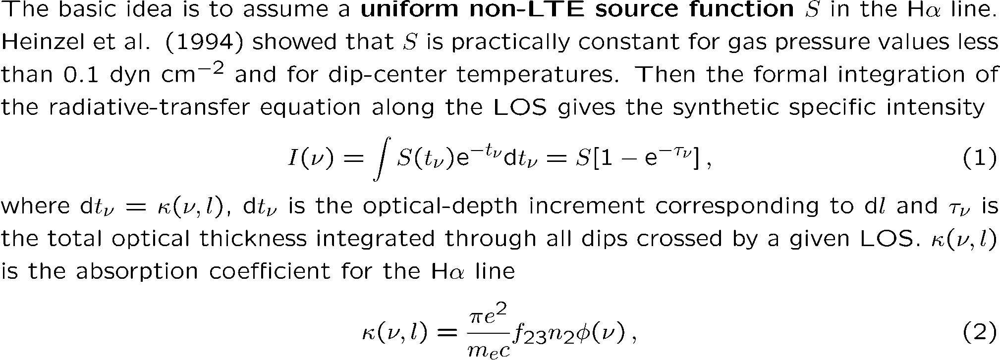 The basic idea is to assume a uniform non-LTE source function S in the Hα line.
Heinzel et al. (1994) showed that S is practically constant for gas pressure values less
than 0.1 dyn cm⁻² and for dip-center temperatures. Then the formal integration of
the radiative-transfer equation along the LOS gives the synthetic specific intensity
I(ν) = ∫ S(t_ν)e^{−t_ν}dt_ν = S[1 − e^{−τ_ν}] , (1)
where dt_ν = κ(ν, l), dt_ν is the optical-depth increment corresponding to dl and τ_ν is
the total optical thickness integrated through all dips crossed by a given LOS. κ(ν, l)
is the absorption coefficient for the Hα line
κ(ν, l) = \frac{πe²}{m_e c} f₂₃n₂ϕ(ν) , (2)